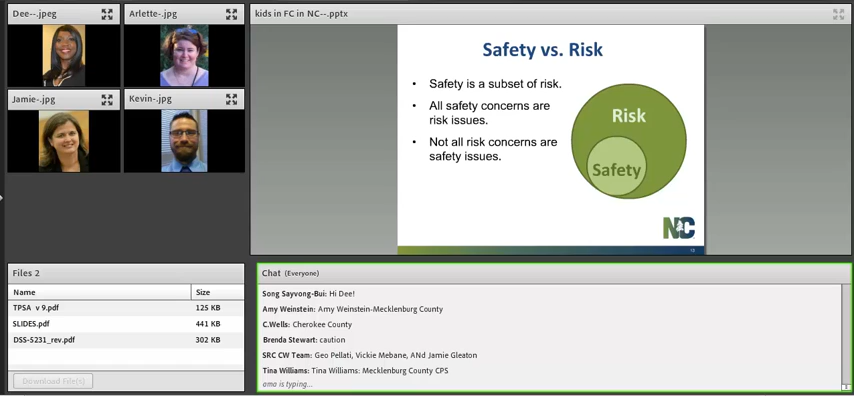 Dee--.jpeg
Arlette-.jpg
Jamie-.jpg
Kevin-.jpg
kids in FC in NC--.pptx
Safety vs. Risk
• Safety is a subset of risk.
• All safety concerns are
risk issues.
• Not all risk concerns are
safety issues.
Risk
Safety
NC
Files 2
Name Size
TPSA v 9.pdf 125 KB
SLIDES.pdf 441 KB
DSS-5231_rev.pdf 302 KB
Download File(s)
Chat (Everyone)
Song Sayvong-Bui: Hi Dee!
Amy Weinstein: Amy Weinstein-Mecklenburg County
C.Wells: Cherokee County
Brenda Stewart: caution
SRC CW Team: Geo Pellati, Vickie Mebane, ANd Jamie Gleaton
Tina Williams: Tina Williams: Mecklenburg County CPS
ama is typing...